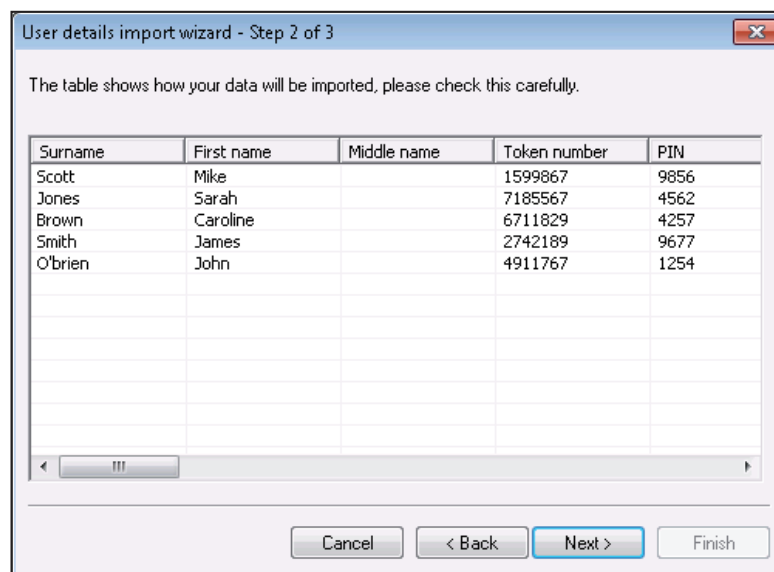 User details import wizard - Step 2 of 3
The table shows how your data will be imported, please check this carefully.
Surname First name Middle name Token number PIN
Scott Mike 1599867 9856
Jones Sarah 7185567 4562
Brown Caroline 6711829 4257
Smith James 2742189 9677
O'brien John 4911767 1254
Cancel < Back Next > Finish